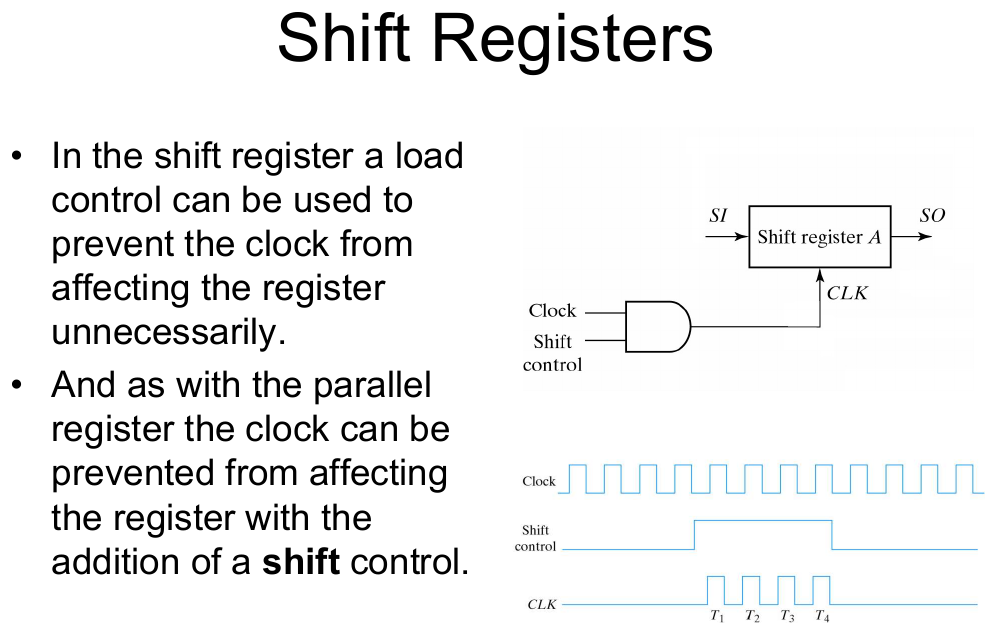 Shift Registers
• In the shift register a load
control can be used to
prevent the clock from
affecting the register
unnecessarily.
• And as with the parallel
register the clock can be
prevented from affecting
the register with the
addition of a shift control.
SI
Shift register A
SO
CLK
Clock
Shift
control
Clock
Shift
control
CLK
T1 T2 T3 T4